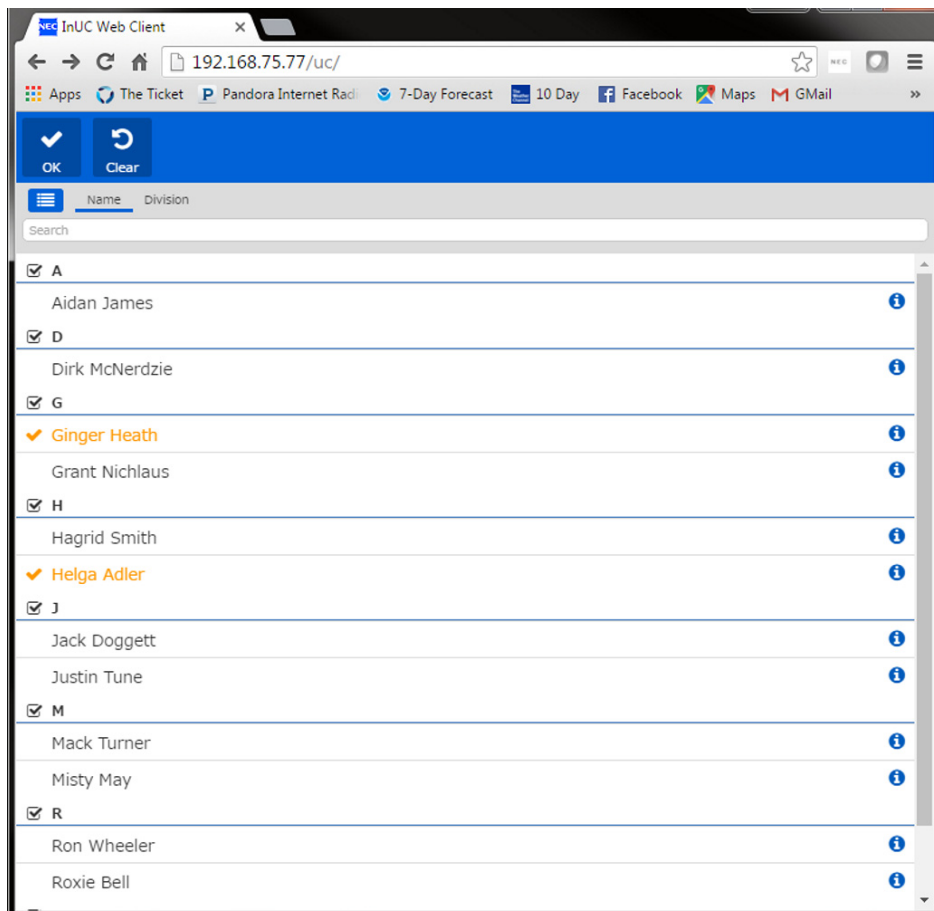 NEC InUC Web Client
192.168.75.77/uc/
NEC
Apps The Ticket P Pandora Internet Radi 7-Day Forecast 10 Day Facebook Maps GMail »
OK Clear
Name Division
Search
A
Aidan James
D
Dirk McNerdzie
G
Ginger Heath
Grant Nichlaus
H
Hagrid Smith
Helga Adler
J
Jack Doggett
Justin Tune
M
Mack Turner
Misty May
R
Ron Wheeler
Roxie Bell